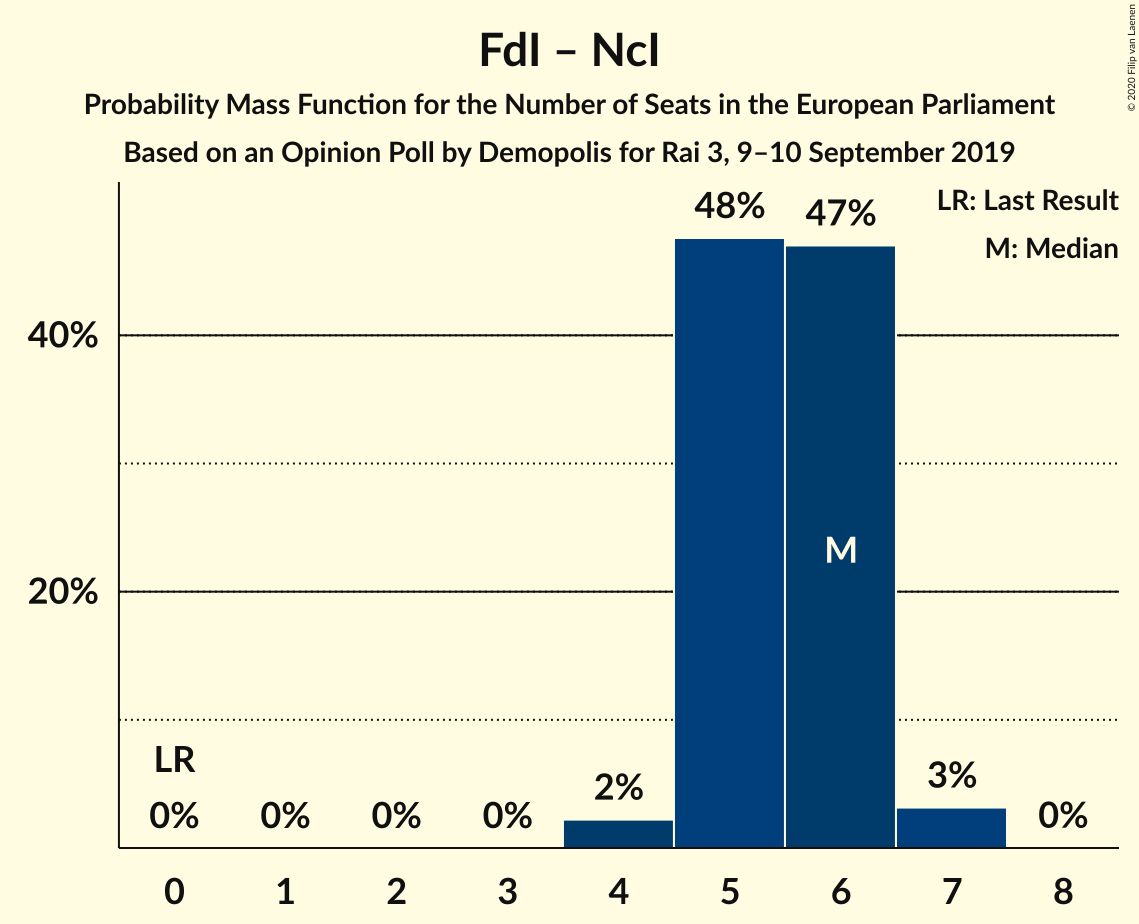 FdI – NcI
Probability Mass Function for the Number of Seats in the European Parliament
Based on an Opinion Poll by Demopolis for Rai 3, 9–10 September 2019
© 2020 Filip van Laenen
LR: Last Result
M: Median
48%
47%
40%
M
20%
LR
0%
0%
0%
0%
2%
3%
0%
0
1
2
3
4
5
6
7
8